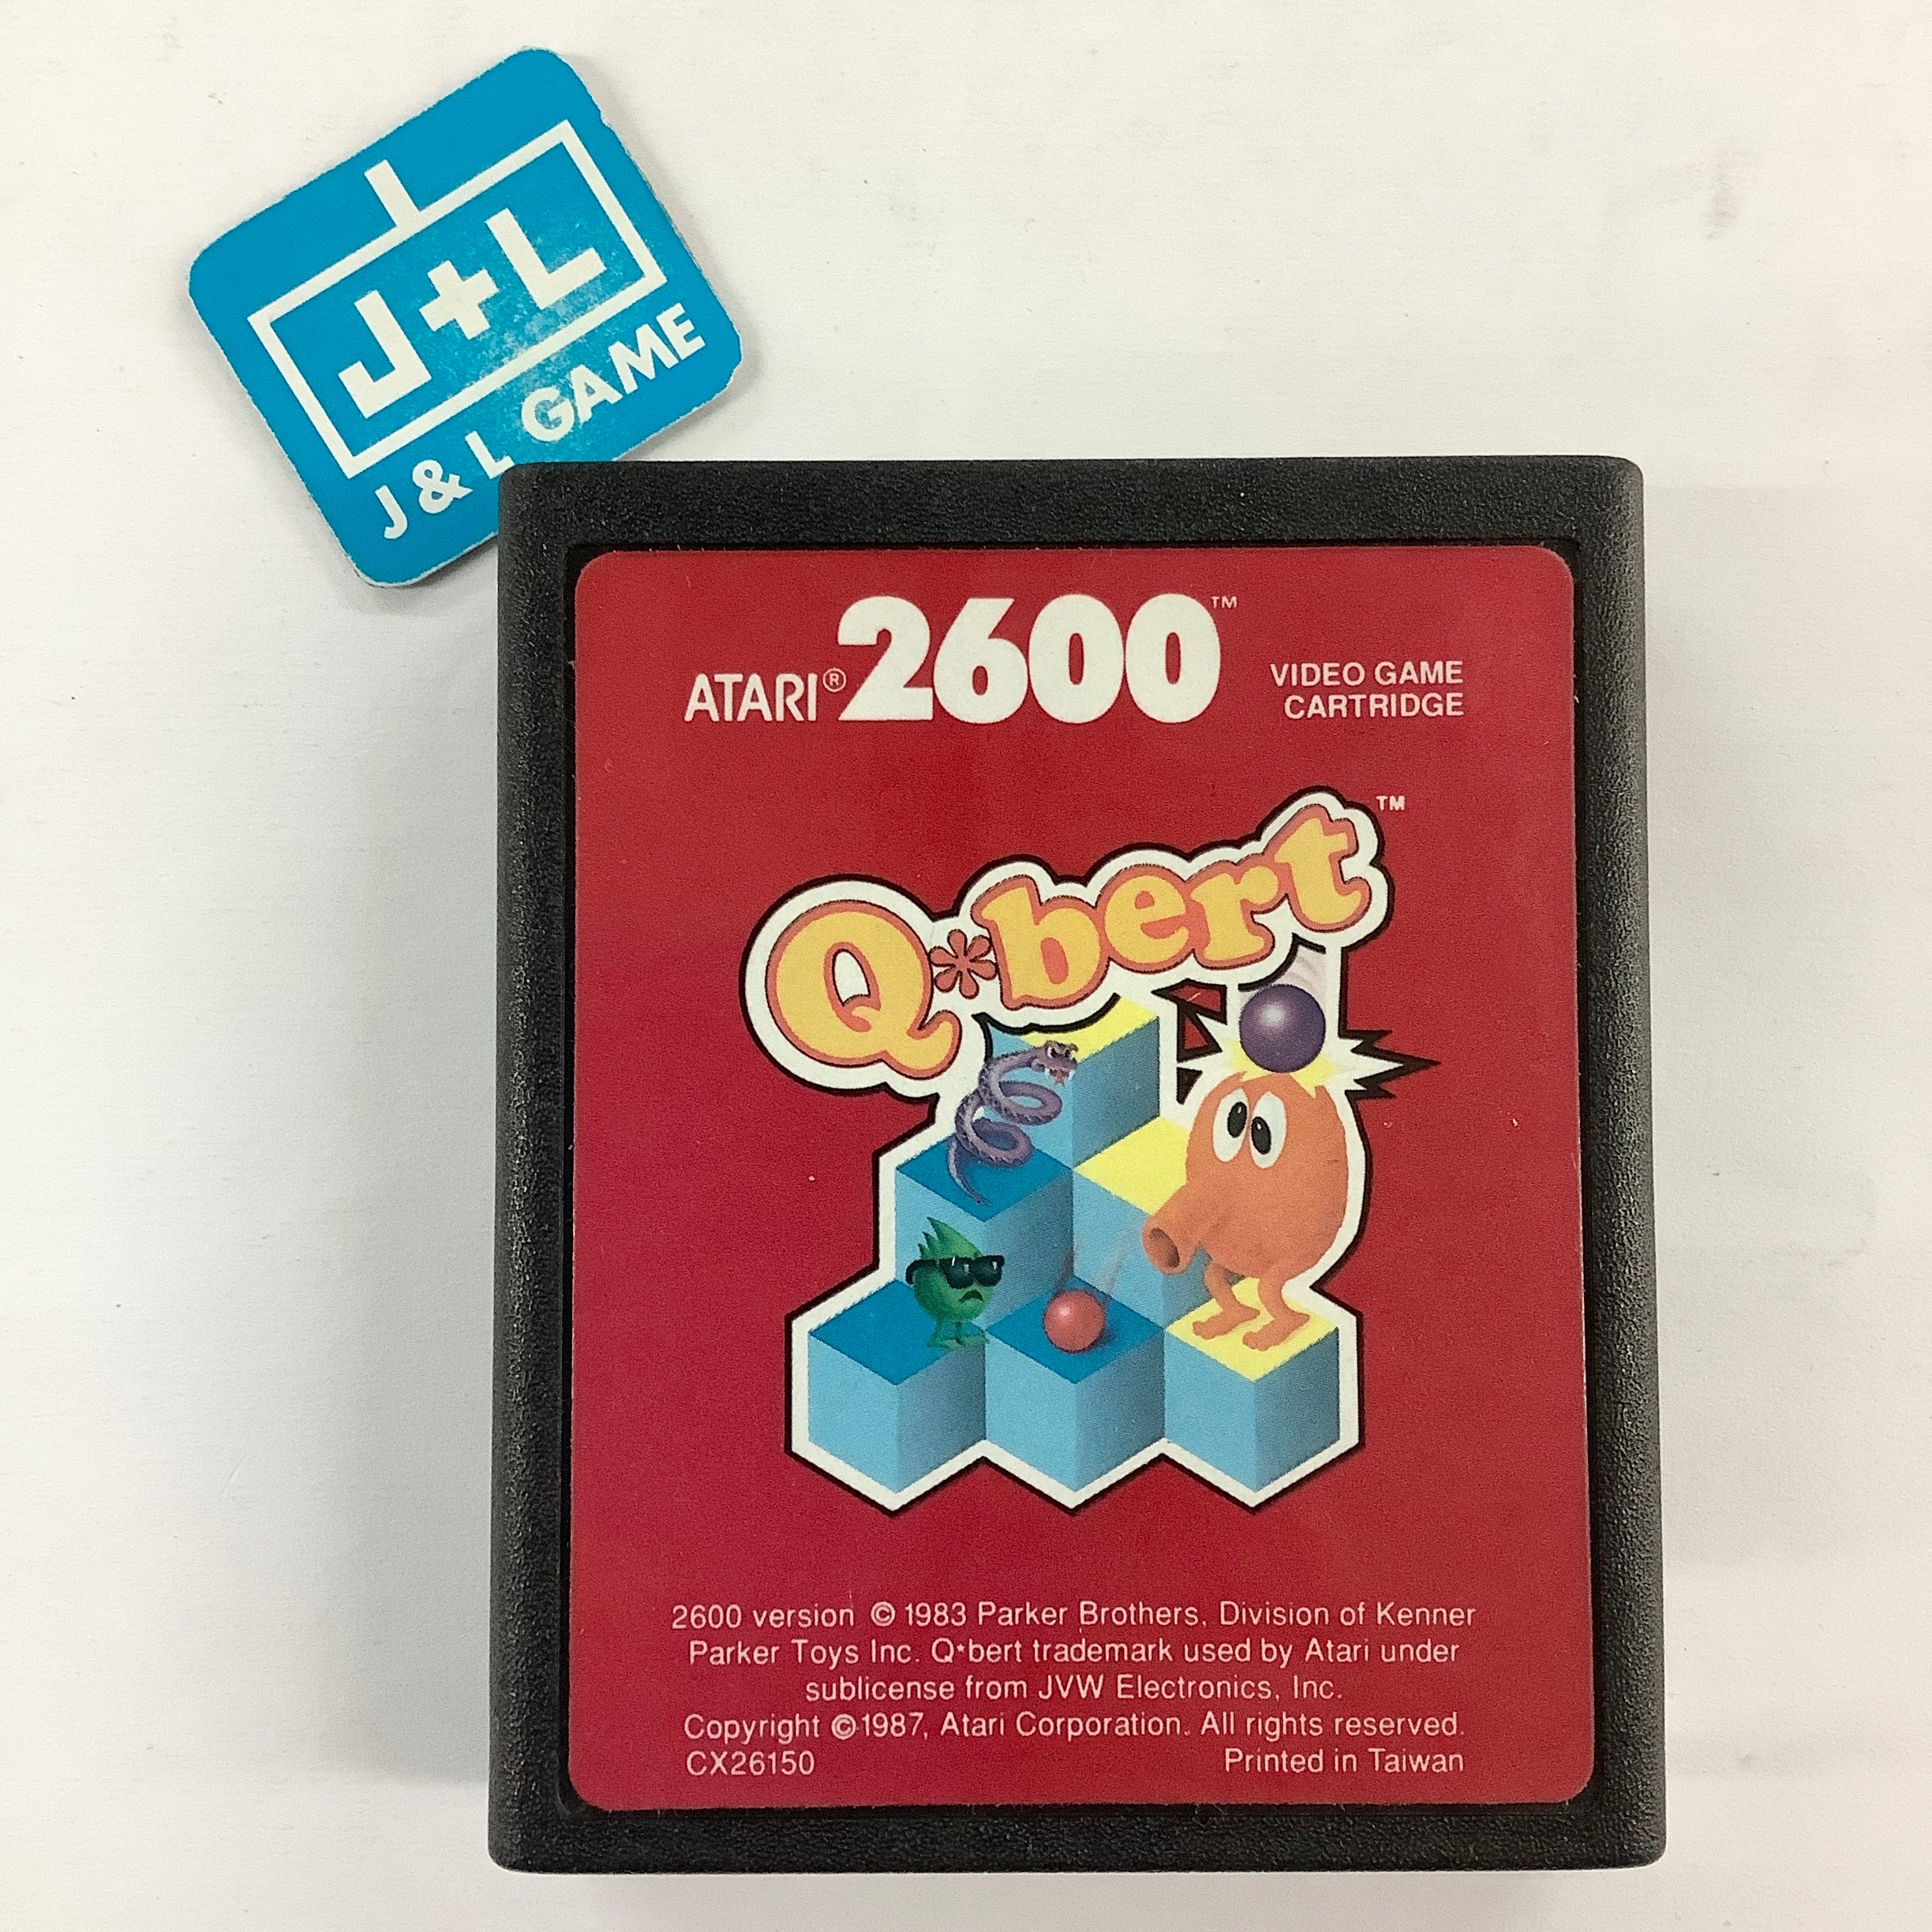 J+L
J & L GAME
ATARI® 2600™ VIDEO GAME
CARTRIDGE
Q*bert™
2600 version © 1983 Parker Brothers, Division of Kenner
Parker Toys Inc. Q*bert trademark used by Atari under
sublicense from JVW Electronics, Inc.
Copyright ©1987, Atari Corporation. All rights reserved.
CX26150 Printed in Taiwan